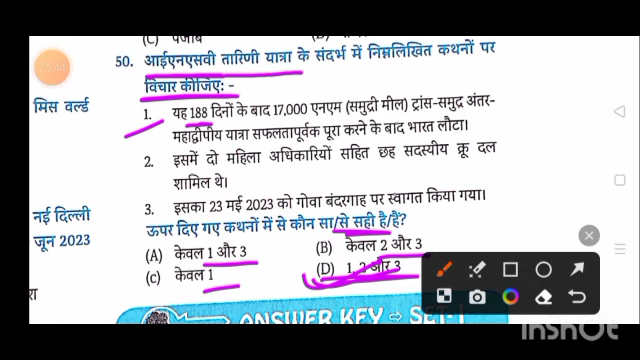 (C) पंजाब
(D)
50. आईएनएसवी तारिणी यात्रा के संदर्भ में निम्नलिखित कथनों पर
विचार कीजिए: -
मिस वर्ल्ड
1. यह 188 दिनों के बाद 17,000 एनएम (समुद्री मील) ट्रांस-समुद्र अंतर-
महाद्वीपीय यात्रा सफलतापूर्वक पूरा करने के बाद भारत लौटा।
2. इसमें दो महिला अधिकारियों सहित छह सदस्यीय क्रू दल
शामिल थे।
नई दिल्ली
3. इसका 23 मई 2023 को गोवा बंदरगाह पर स्वागत किया गया।
जून 2023
ऊपर दिए गए कथनों में से कौन सा/से सही है/हैं?
(A) केवल 1 और 3
(B) केवल 2 और 3
(c) केवल 1
(D) 1, 2 और 3
ANSWER KEY ⇒ SET-1
InShOt